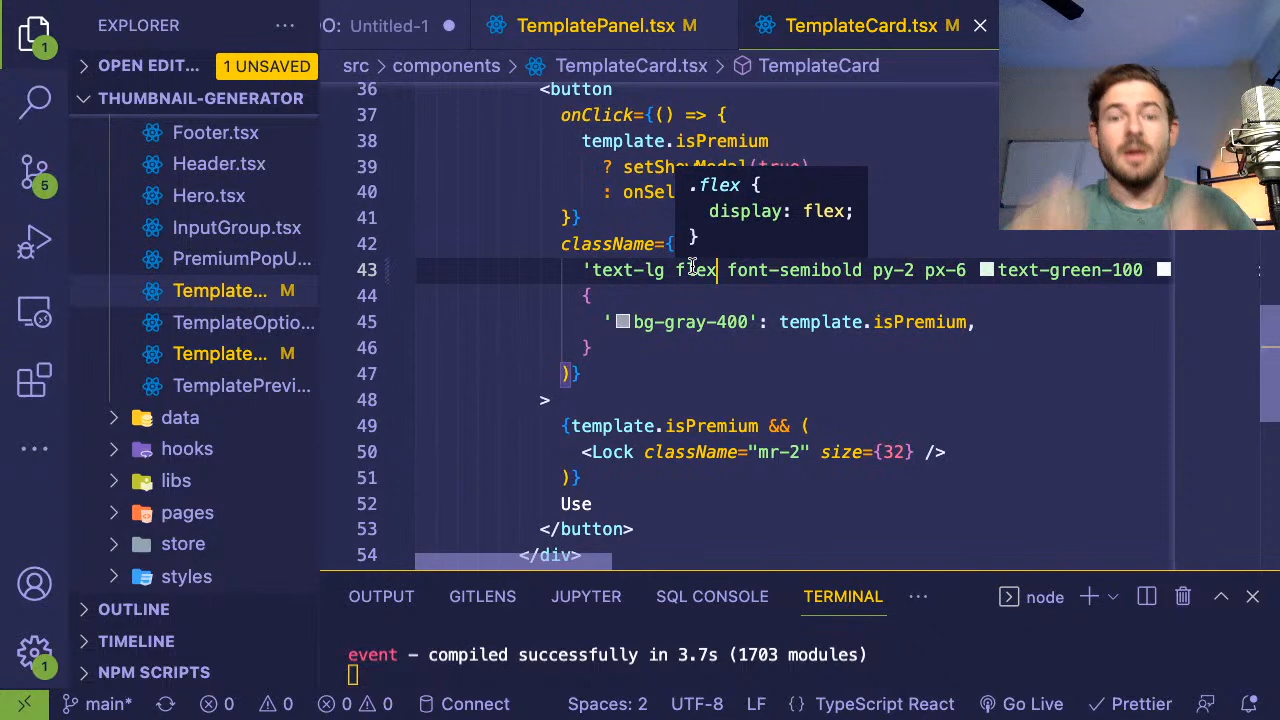 EXPLORER
OPEN EDIT...
1 UNSAVED
THUMBNAIL-GENERATOR
Footer.tsx
Header.tsx
Hero.tsx
InputGroup.tsx
PremiumPopU...
Template... M
TemplateOptio...
Template... M
TemplatePrevi...
data
hooks
libs
pages
store
styles
OUTLINE
TIMELINE
NPM SCRIPTS
1
5
1
O: Untitled-1
TemplatePanel.tsx M
TemplateCard.tsx M
src > components > TemplateCard.tsx > TemplateCard
36 <button
37 onClick={() => {
38 template.isPremium
39 ? setShowModal(true)
40 : onSel
41 }}
42 className={
43 'text-lg flex font-semibold py-2 px-6 text-green-100
44 {
45 'bg-gray-400': template.isPremium,
46 }
47 )}
48 >
49 {template.isPremium && (
50 <Lock className="mr-2" size={32} />
51 )}
52 Use
53 </button>
54 </div>
.flex {
display: flex;
}
OUTPUT GITLENS JUPYTER SQL CONSOLE TERMINAL ... node
event - compiled successfully in 3.7s (1703 modules)
main* 0 0 0 Connect Spaces: 2 UTF-8 LF {} TypeScript React Go Live Prettier